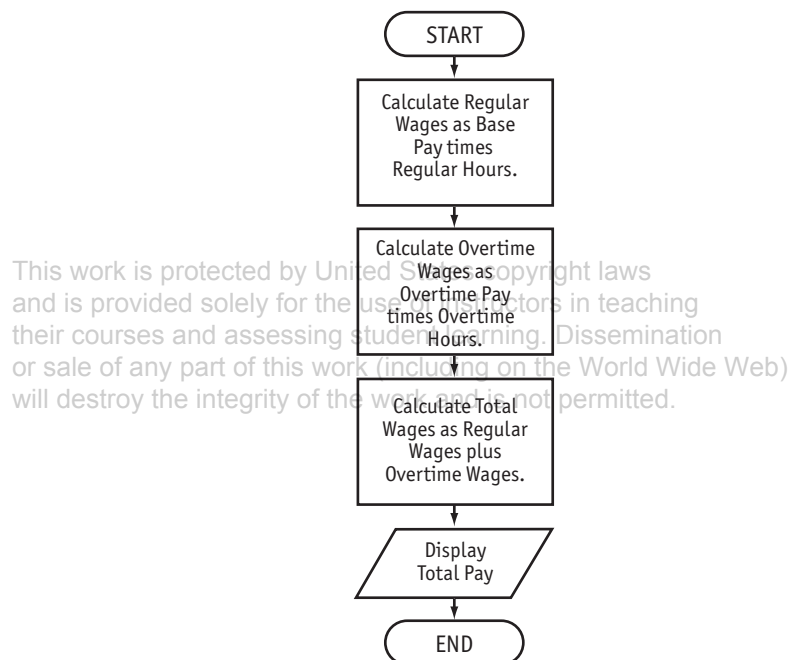 START
Calculate Regular
Wages as Base
Pay times
Regular Hours.
Calculate Overtime
Wages as
Overtime Pay
times Overtime
Hours.
This work is protected by United States copyright laws
and is provided solely for the use of instructors in teaching
their courses and assessing student learning. Dissemination
or sale of any part of this work (including on the World Wide Web)
will destroy the integrity of the work and is not permitted.
Calculate Total
Wages as Regular
Wages plus
Overtime Wages.
Display
Total Pay
END